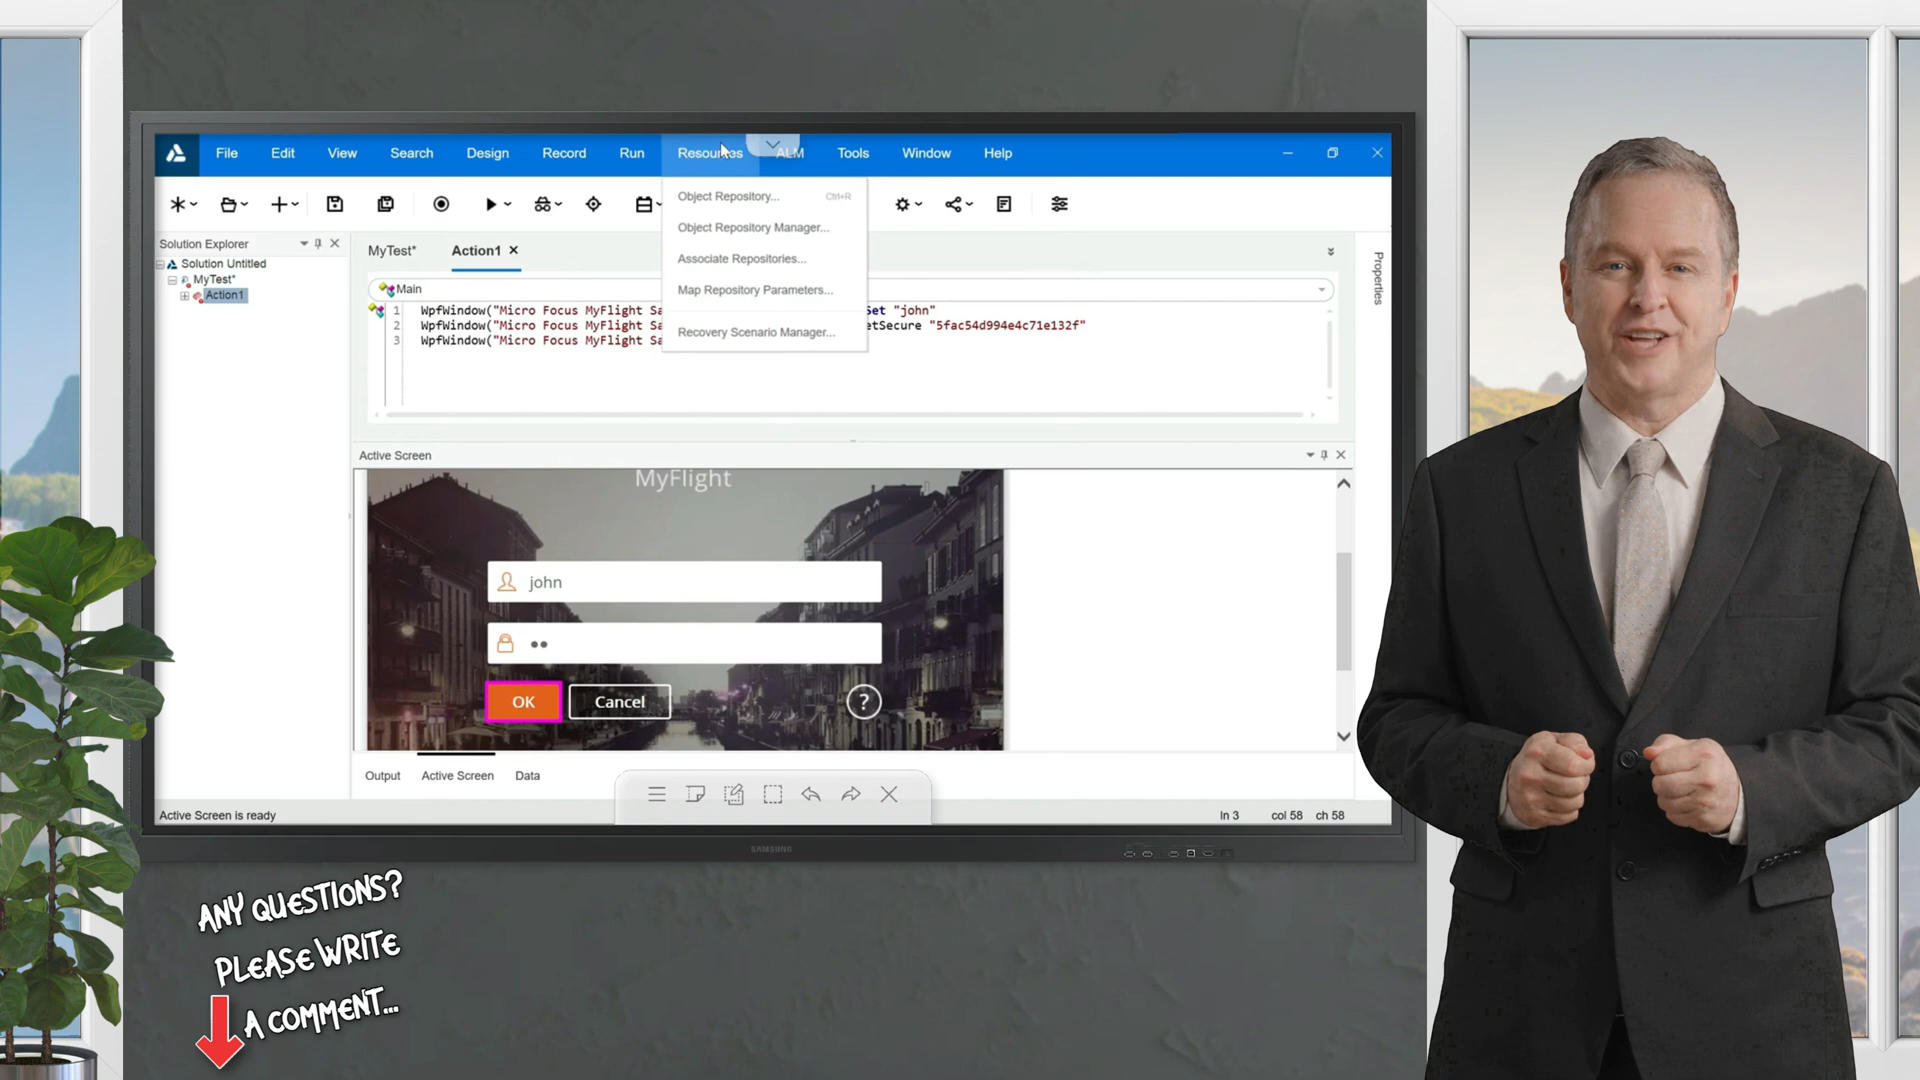 File Edit View Search Design Record Run Resources ALM Tools Window Help
Object Repository... Ctrl+R
Object Repository Manager...
Associate Repositories...
Map Repository Parameters...
Recovery Scenario Manager...
Solution Explorer
Solution Untitled
MyTest*
Action1
MyTest* Action1
Main
1 WpfWindow("Micro Focus MyFlight Sa et "john"
2 WpfWindow("Micro Focus MyFlight Sa etSecure "5fac54d994e4c71e132f"
3 WpfWindow("Micro Focus MyFlight Sa
Properties
Active Screen
MyFlight
john
OK Cancel ?
Output Active Screen Data
Active Screen is ready ln 3 col 58 ch 58
SAMSUNG
ANY QUESTIONS?
PLEASE WRITE
A COMMENT...